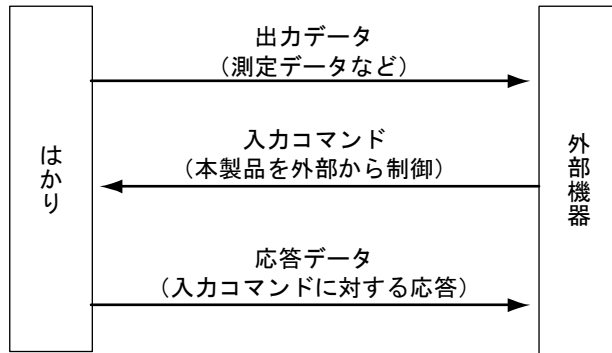 出力データ
（測定データなど）
入力コマンド
（本製品を外部から制御）
応答データ
（入力コマンドに対する応答）
はかり
外部機器